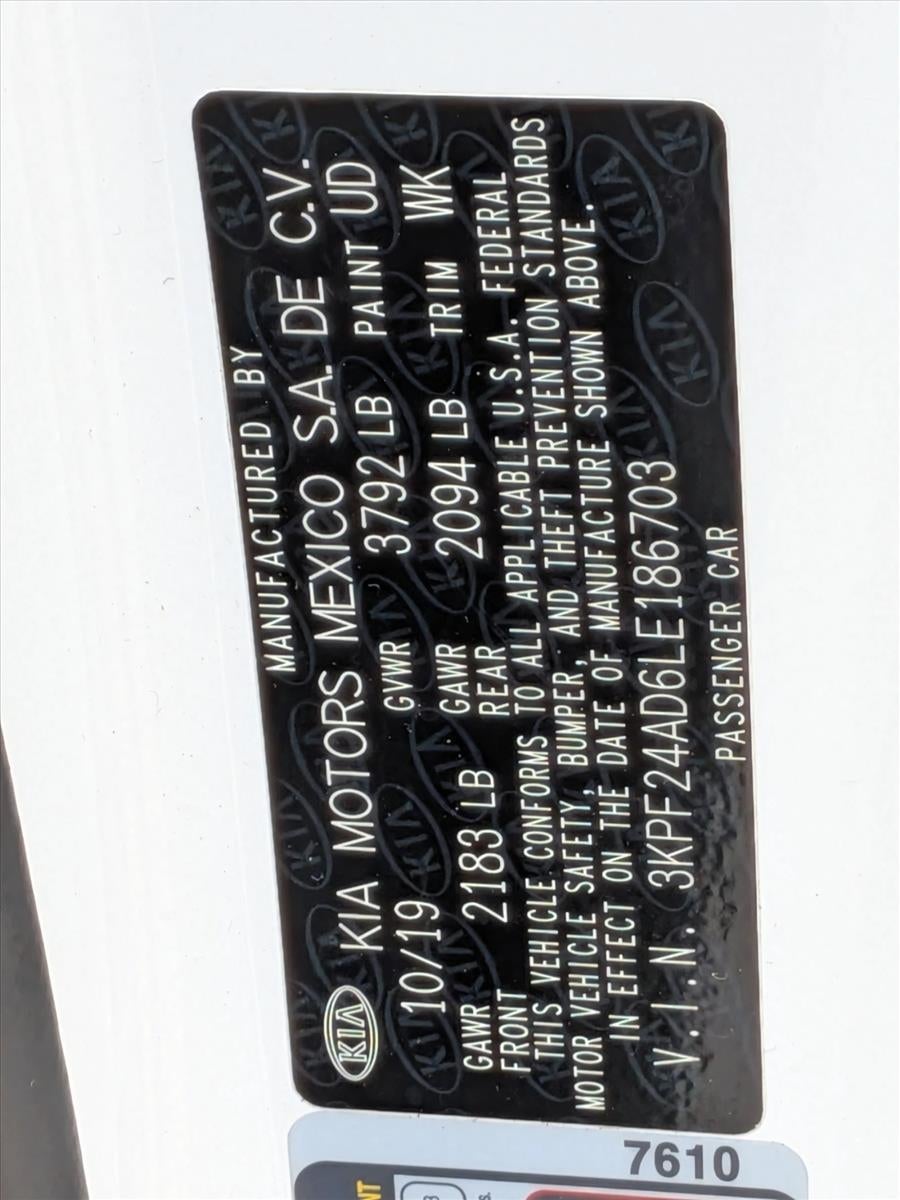 MANUFACTURED BY
KIA KIA MOTORS MEXICO S.A. DE C.V.
10/19 GVWR 3792 LB PAINT UD
GAWR FRONT 2183 LB GAWR REAR 2094 LB TRIM WK
THIS VEHICLE CONFORMS TO ALL APPLICABLE U.S.A. FEDERAL
MOTOR VEHICLE SAFETY, BUMPER, AND THEFT PREVENTION STANDARDS
IN EFFECT ON THE DATE OF MANUFACTURE SHOWN ABOVE.
V.I.N. 3KPF24AD6LE186703
PASSENGER CAR
7610